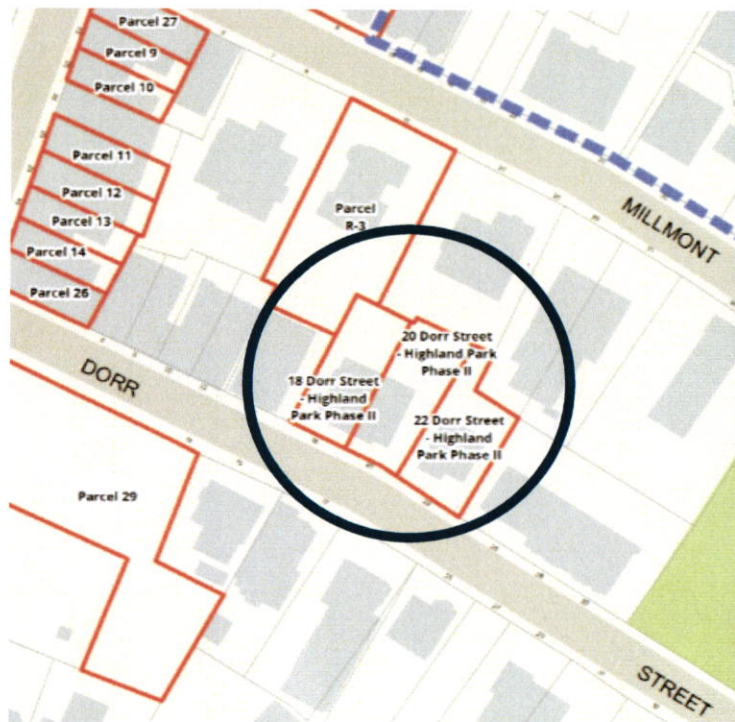 Parcel 27
Parcel 9
Parcel 10
Parcel 11
Parcel 12
Parcel 13
Parcel 14
Parcel 26
Parcel
R-3
MILLMONT
20 Dorr Street
- Highland Park
Phase II
18 Dorr Street
- Highland
Park Phase II
22 Dorr Street
- Highland
Park Phase II
DORR
Parcel 29
STREET